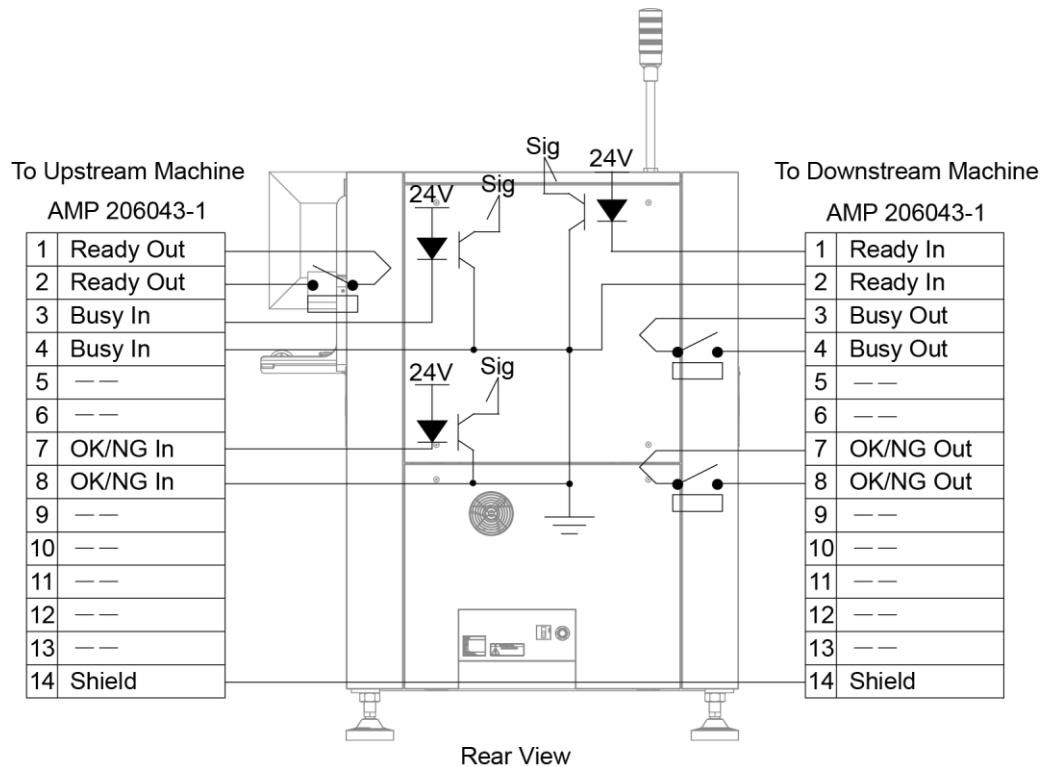 Sig
24V
To Upstream Machine
To Downstream Machine
24V
Sig
AMP 206043-1
AMP 206043-1
1 Ready Out
2 Ready Out
3 Busy In
4 Busy In
5 ——
6 ——
7 OK/NG In
8 OK/NG In
9 ——
10 ——
11 ——
12 ——
13 ——
14 Shield
24V
Sig
1 Ready In
2 Ready In
3 Busy Out
4 Busy Out
5 ——
6 ——
7 OK/NG Out
8 OK/NG Out
9 ——
10 ——
11 ——
12 ——
13 ——
14 Shield
Rear View